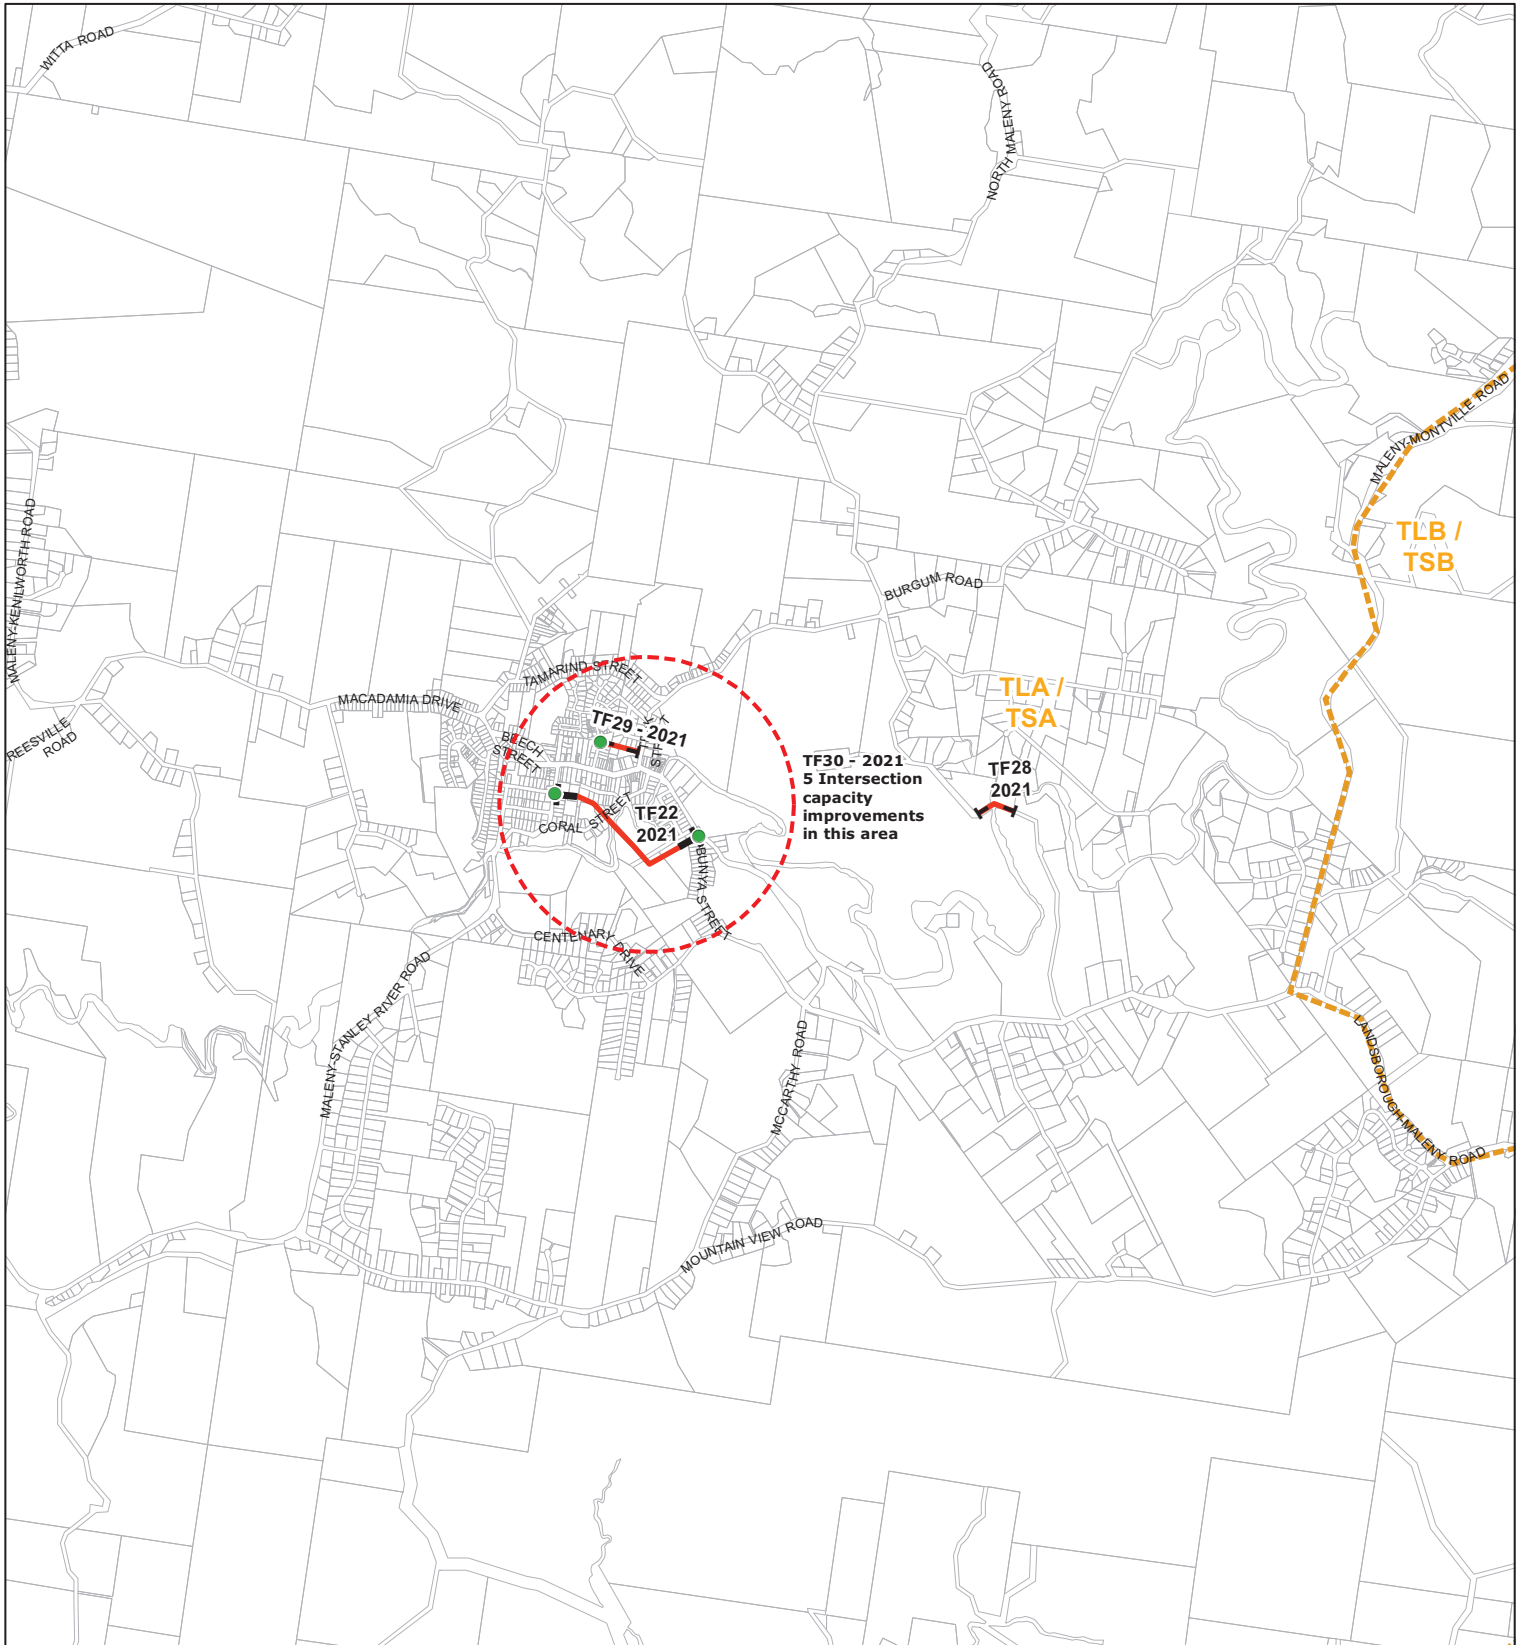 WITTA ROAD
NORTH MALENY ROAD
MALENY-MONTVILLE ROAD
TLB /
TSB
MALENY-KENILWORTH ROAD
BURGUM ROAD
TAMARIND STREET
TLA /
TSA
MACADAMIA DRIVE
REESVILLE
ROAD
TF29 - 2021
BEECH
STREET
TF30 - 2021
5 Intersection
capacity
improvements
in this area
TF28
2021
TF22
2021
CORAL STREET
BUNYA STREET
CENTENARY DRIVE
MALENY-STANLEY RIVER ROAD
MCCARTHY ROAD
LANDSBOROUGH-MALENY ROAD
MOUNTAIN VIEW ROAD